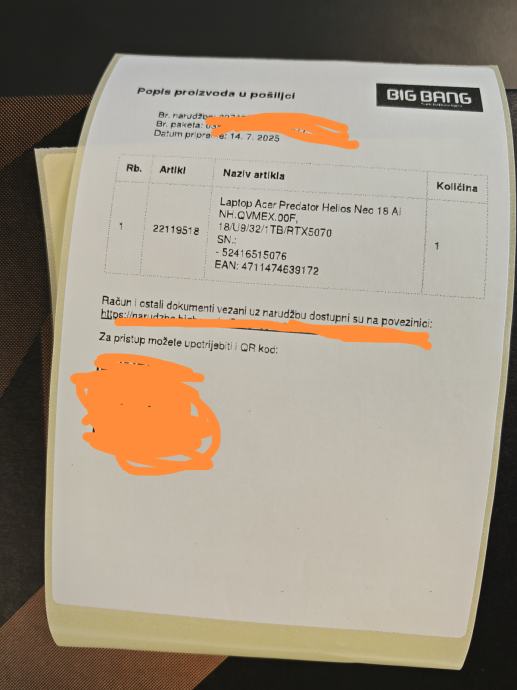 Popis proizvoda u pošiljci
BIG BANG
Br. narudžbe:
Br. paketa:
Datum pripreme: 14. 7. 2025
Rb. Artikl Naziv artikla Količina
1 22119518 Laptop Acer Predator Helios Neo 18 AI 1
NH.QVMEX.00F,
18/U9/32/1TB/RTX5070
SN.:
- 52416515076
EAN: 4711474639172
Račun i ostali dokumenti vezani uz narudžbu dostupni su na poveznici:
Za pristup možete upotrijebiti i QR kod: